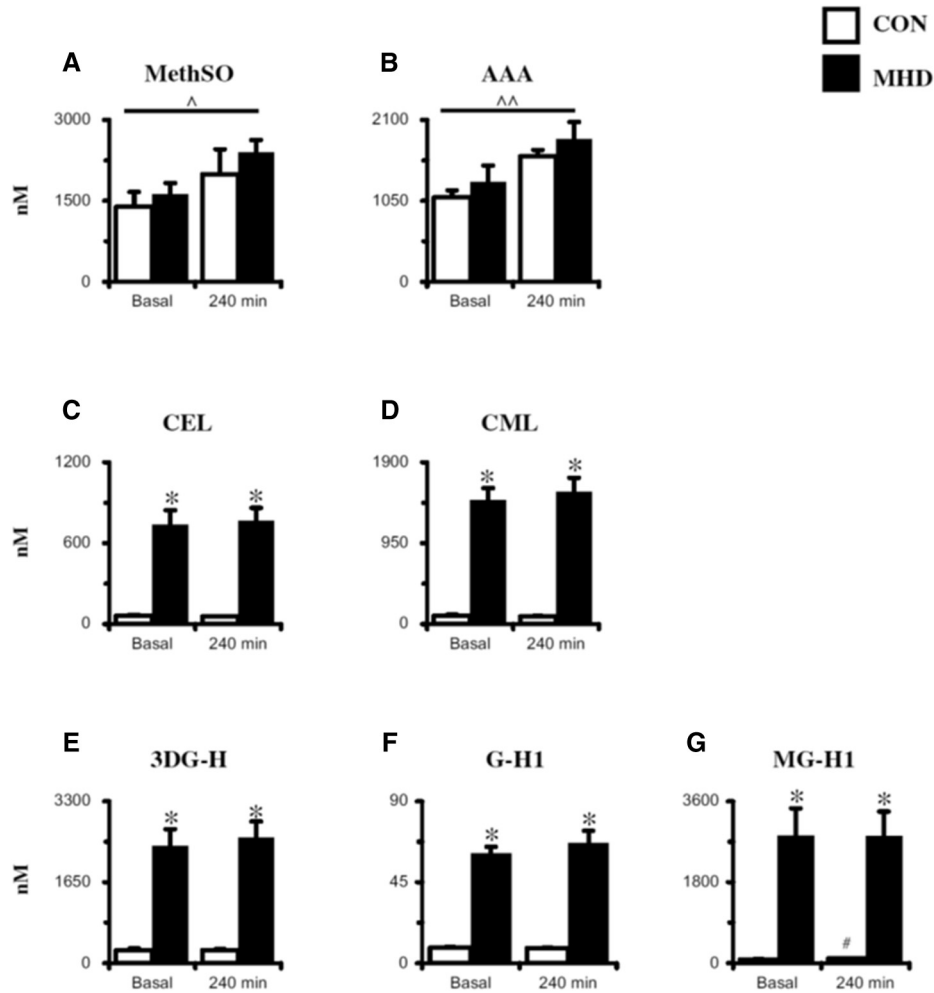 CON
MHD
A
MethSO
^
3000
1500
0
nM
Basal 240 min
B
AAA
^^
2100
1050
0
Basal 240 min
C
CEL
1200
600
0
nM
* *
Basal 240 min
D
CML
1900
950
0
* *
Basal 240 min
E
3DG-H
3300
1650
0
nM
* *
Basal 240 min
F
G-H1
90
45
0
* *
Basal 240 min
G
MG-H1
3600
1800
0
* *
#
Basal 240 min